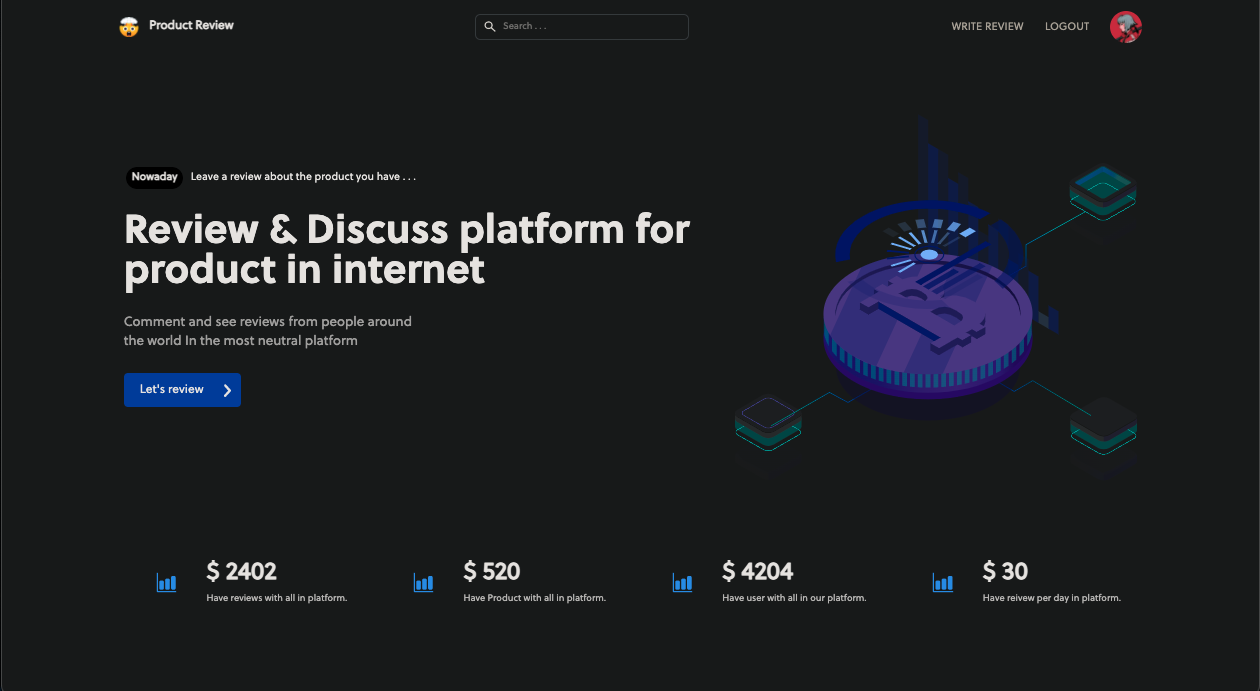 Product Review
Search . . .
WRITE REVIEW
LOGOUT
Nowaday
Leave a review about the product you have . . .
Review & Discuss platform for
product in internet
Comment and see reviews from people around
the world In the most neutral platform
Let's review
$ 2402
Have reviews with all in platform.
$ 520
Have Product with all in platform.
$ 4204
Have user with all in our platform.
$ 30
Have reivew per day in platform.